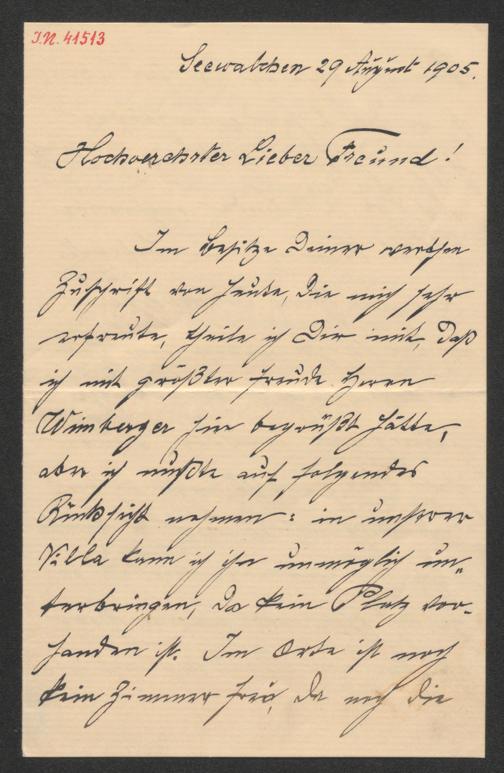 I.N. 41513
Seewalchen 29 August 1905.
Hochverehrter Lieber Freund!
Im Besitze Deiner werthen
Zuschrift von heute, die mich sehr
erfreute, theile ich Dir mit, daß
ich mit größter Freude Herrn
Wimberger hier begrüßt hätte,
aber ich mußte auf folgendes
Rücksicht nehmen: in unserer
Villa kann ich ihn unmöglich un„
terbringen, da kein Platz vor-
handen ist. Im Orte ist noch
kein Zimmer frei, da noch die